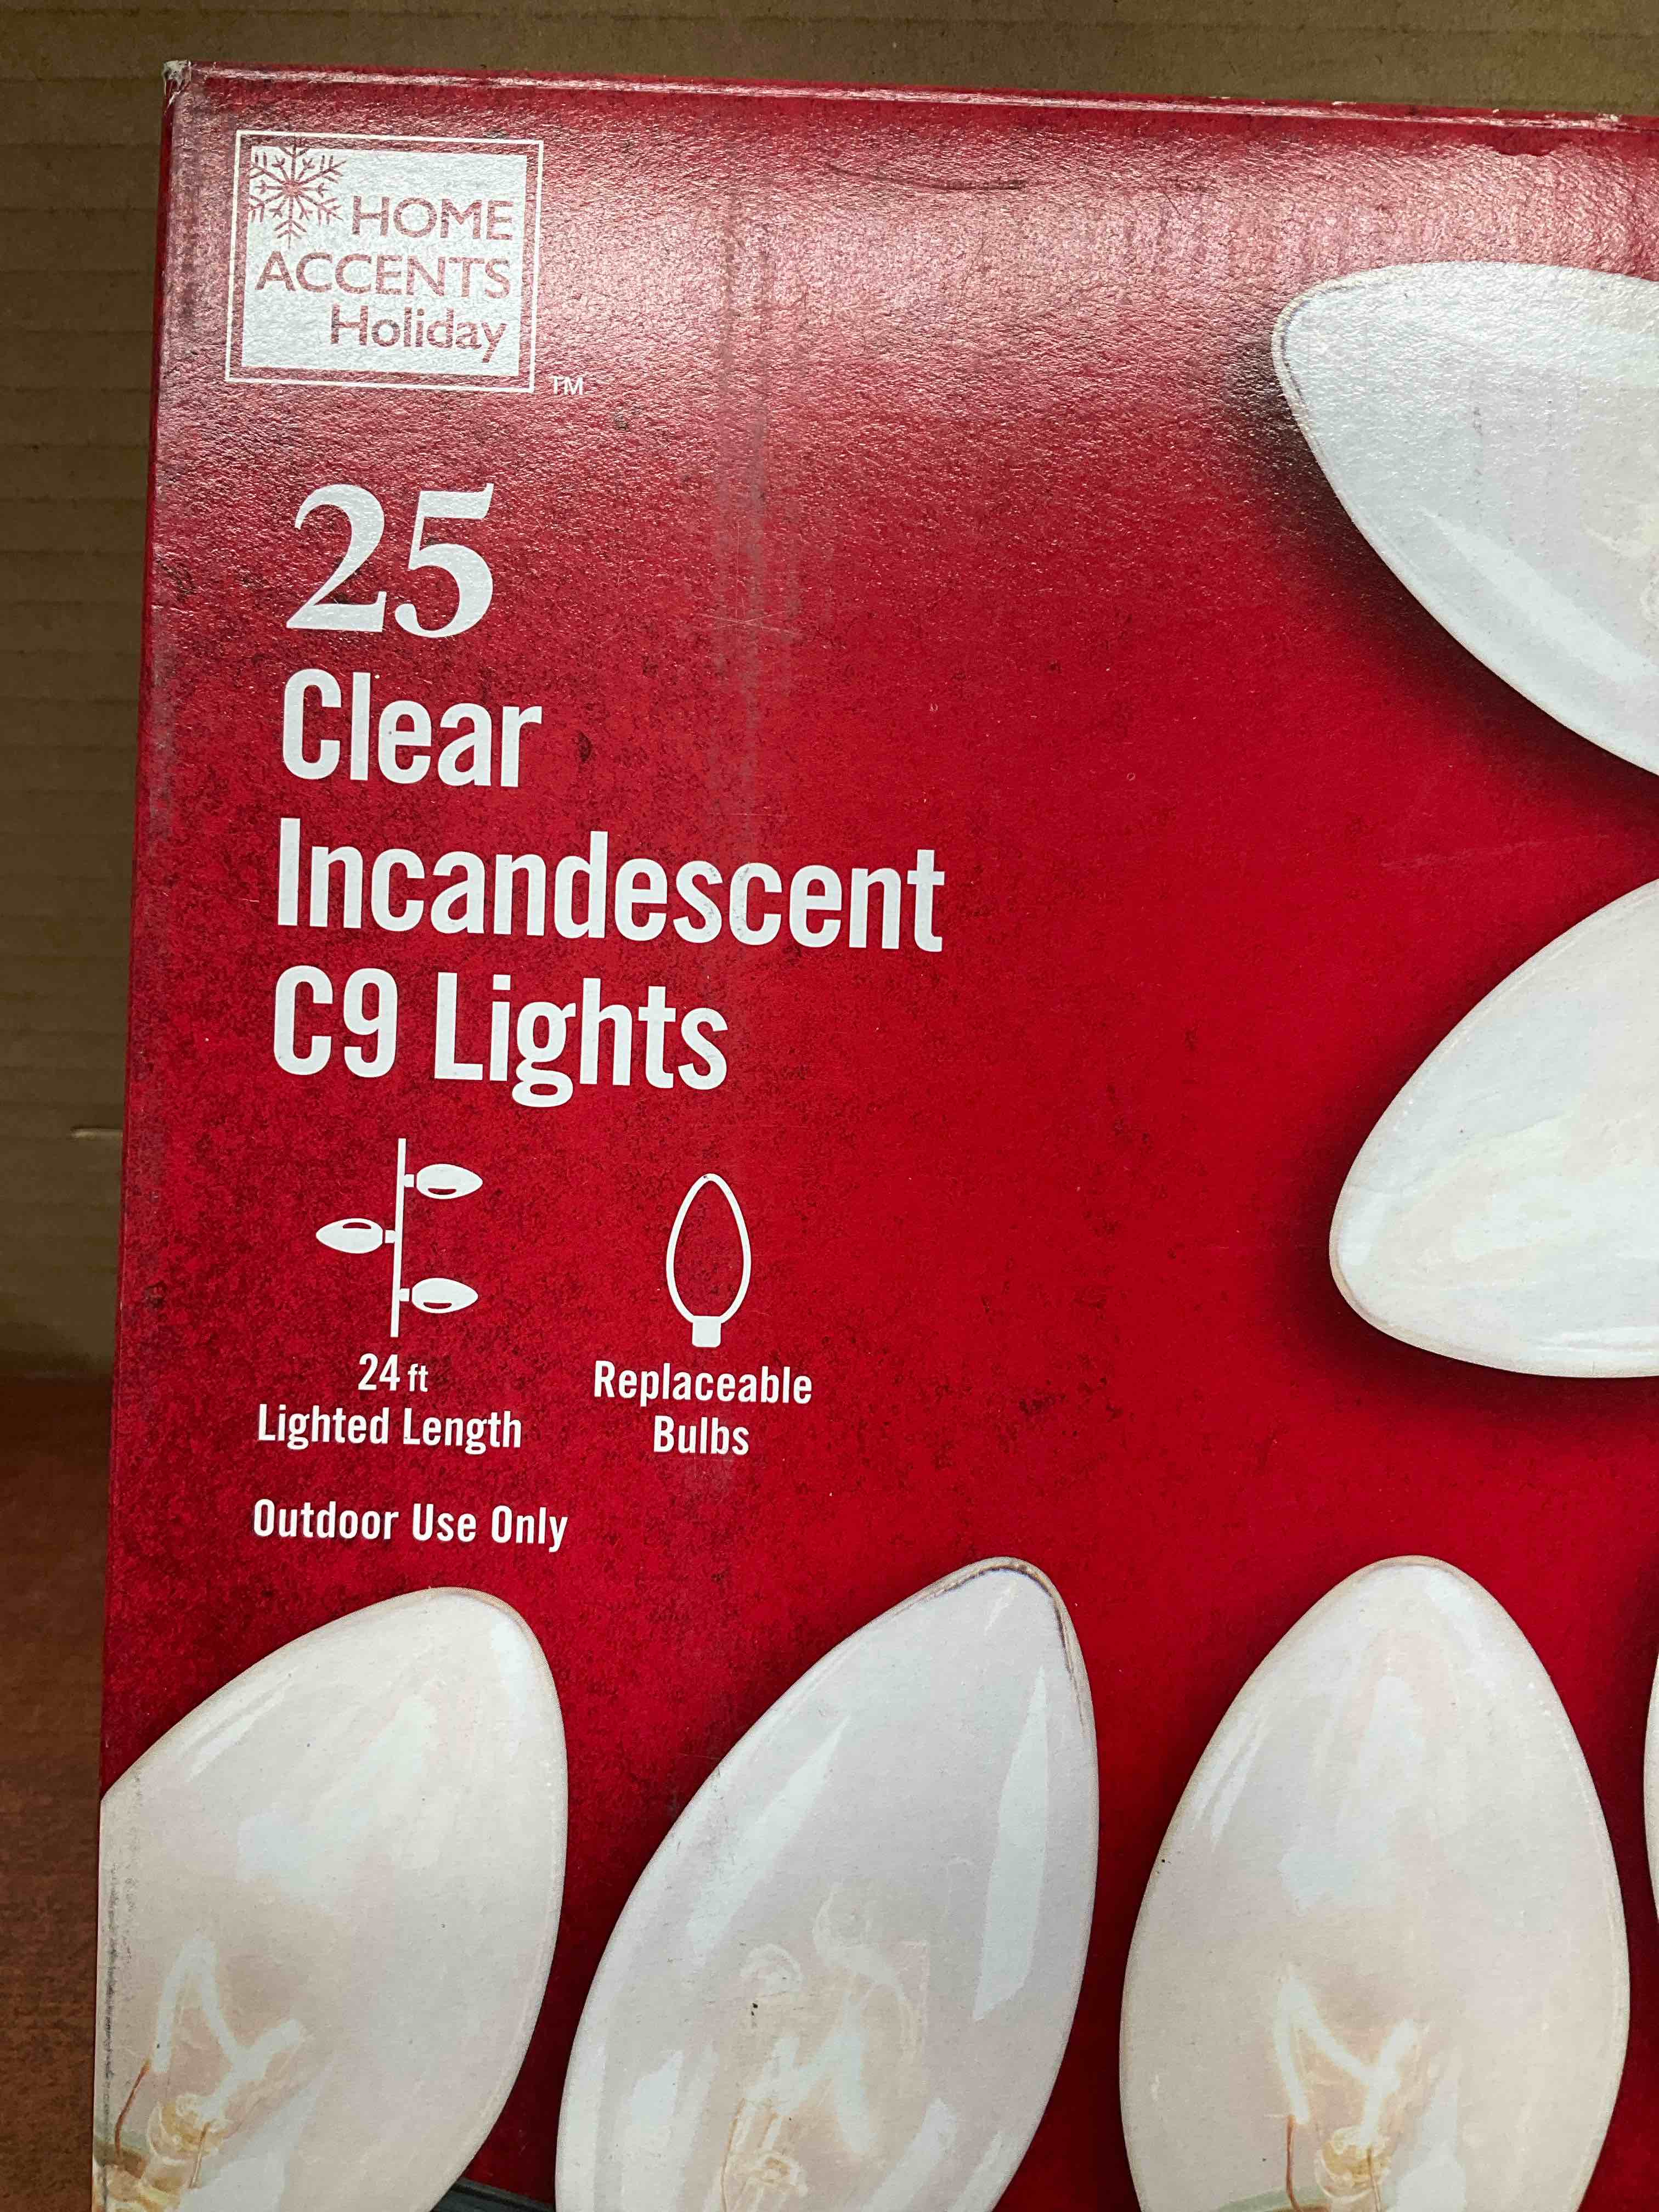 HOME
ACCENTS
Holiday
TM
25
Clear
Incandescent
C9 Lights
24 ft
Lighted Length
Replaceable
Bulbs
Outdoor Use Only